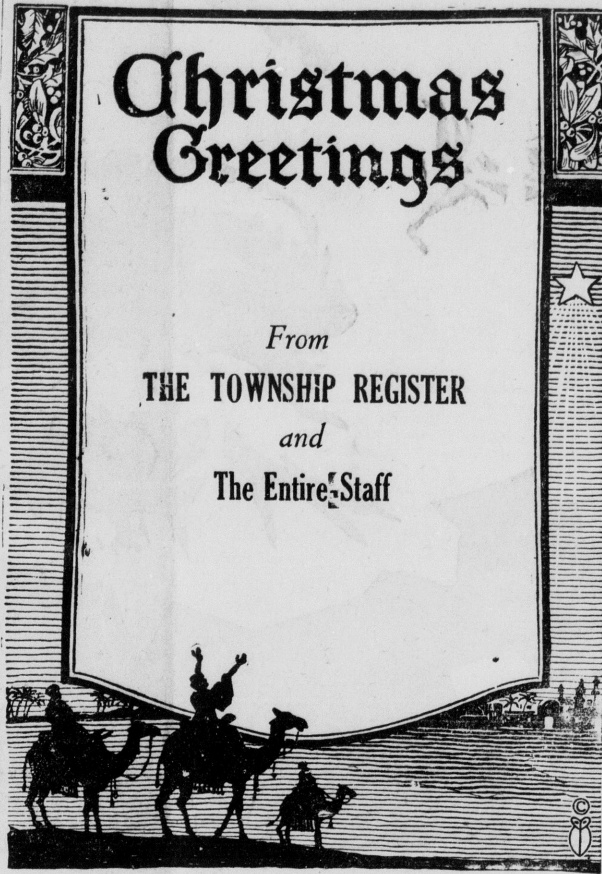 Christmas
Greetings
From
THE TOWNSHIP REGISTER
and
The Entire Staff
©